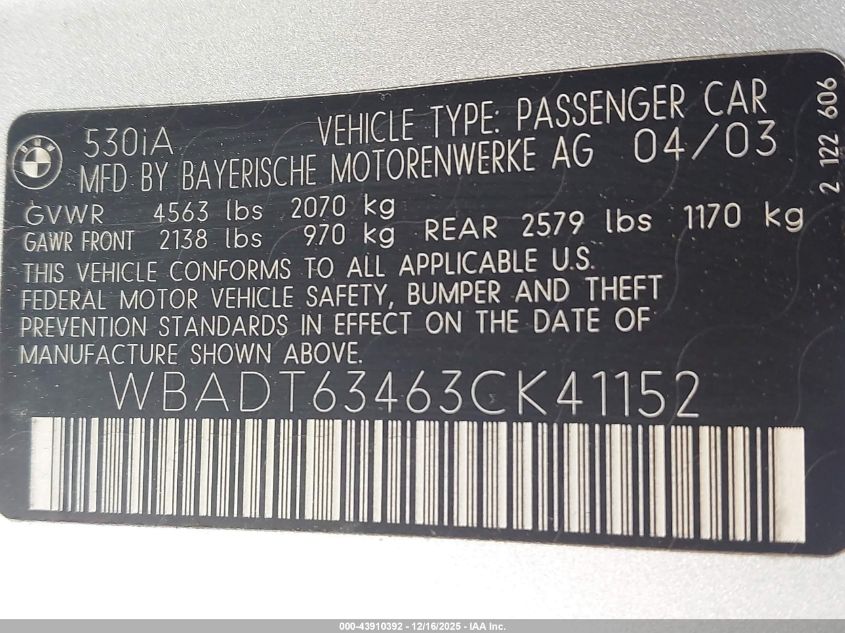 530iA VEHICLE TYPE: PASSENGER CAR
MFD BY BAYERISCHE MOTORENWERKE AG 04/03
GVWR 4563 lbs 2070 kg
GAWR FRONT 2138 lbs 970 kg REAR 2579 lbs 1170 kg
THIS VEHICLE CONFORMS TO ALL APPLICABLE U.S.
FEDERAL MOTOR VEHICLE SAFETY, BUMPER AND THEFT
PREVENTION STANDARDS IN EFFECT ON THE DATE OF
MANUFACTURE SHOWN ABOVE.
WBADT63463CK41152
2 122 606
000-43910392 - 12/16/2025 - IAA Inc.